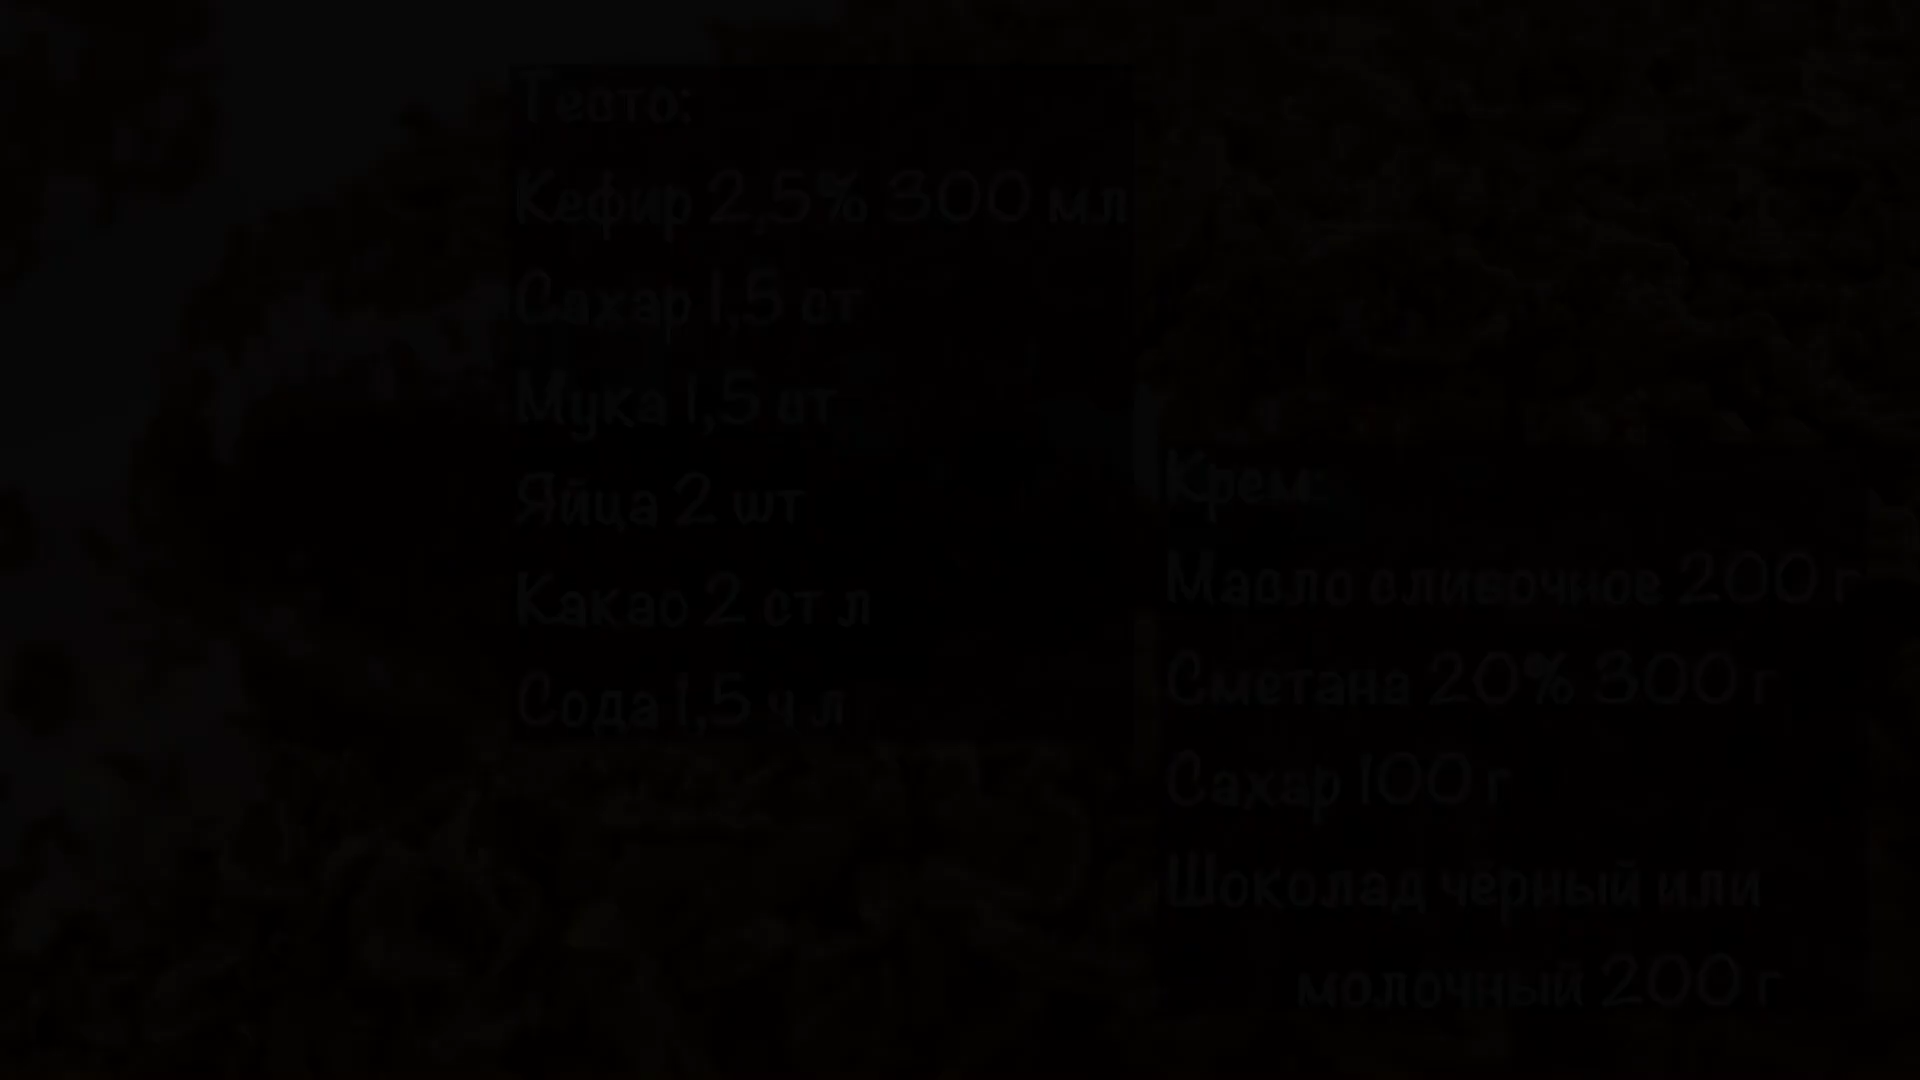 Тесто:
Кефир 2,5% 300 мл
Сахар 1,5 ст
Мука 1,5 ст
Яйца 2 шт
Какао 2 ст л
Сода 1,5 ч л
Крем:
Масло сливочное 200 г
Сметана 20% 300 г
Сахар 100 г
Шоколад чёрный или
молочный 200 г